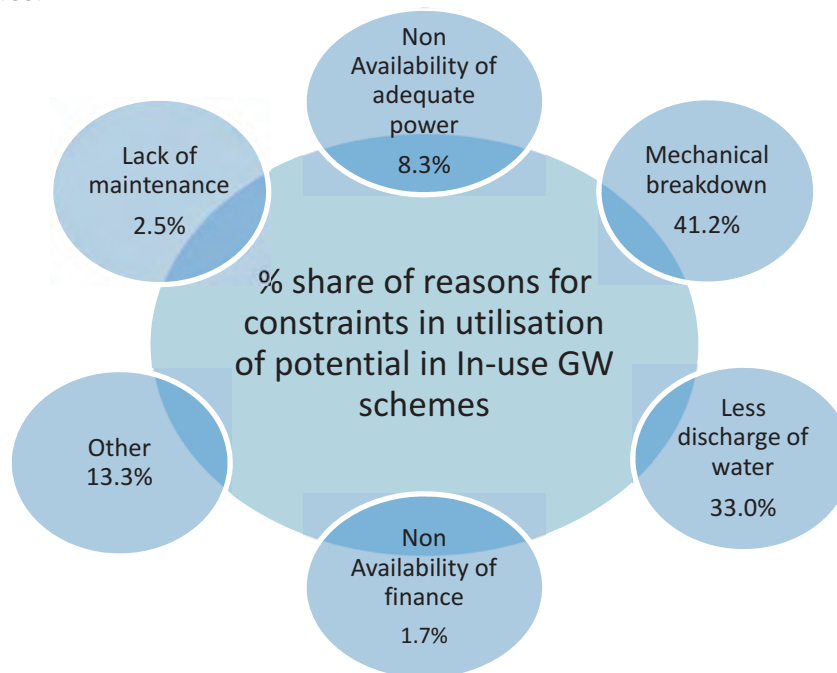 Non
Availability of
adequate
power
8.3%
Mechanical
breakdown
41.2%
Less
discharge of
water
33.0%
Non
Availability of
finance
1.7%
Other
13.3%
Lack of
maintenance
2.5%
% share of reasons for
constraints in utilisation
of potential in In-use GW
schemes